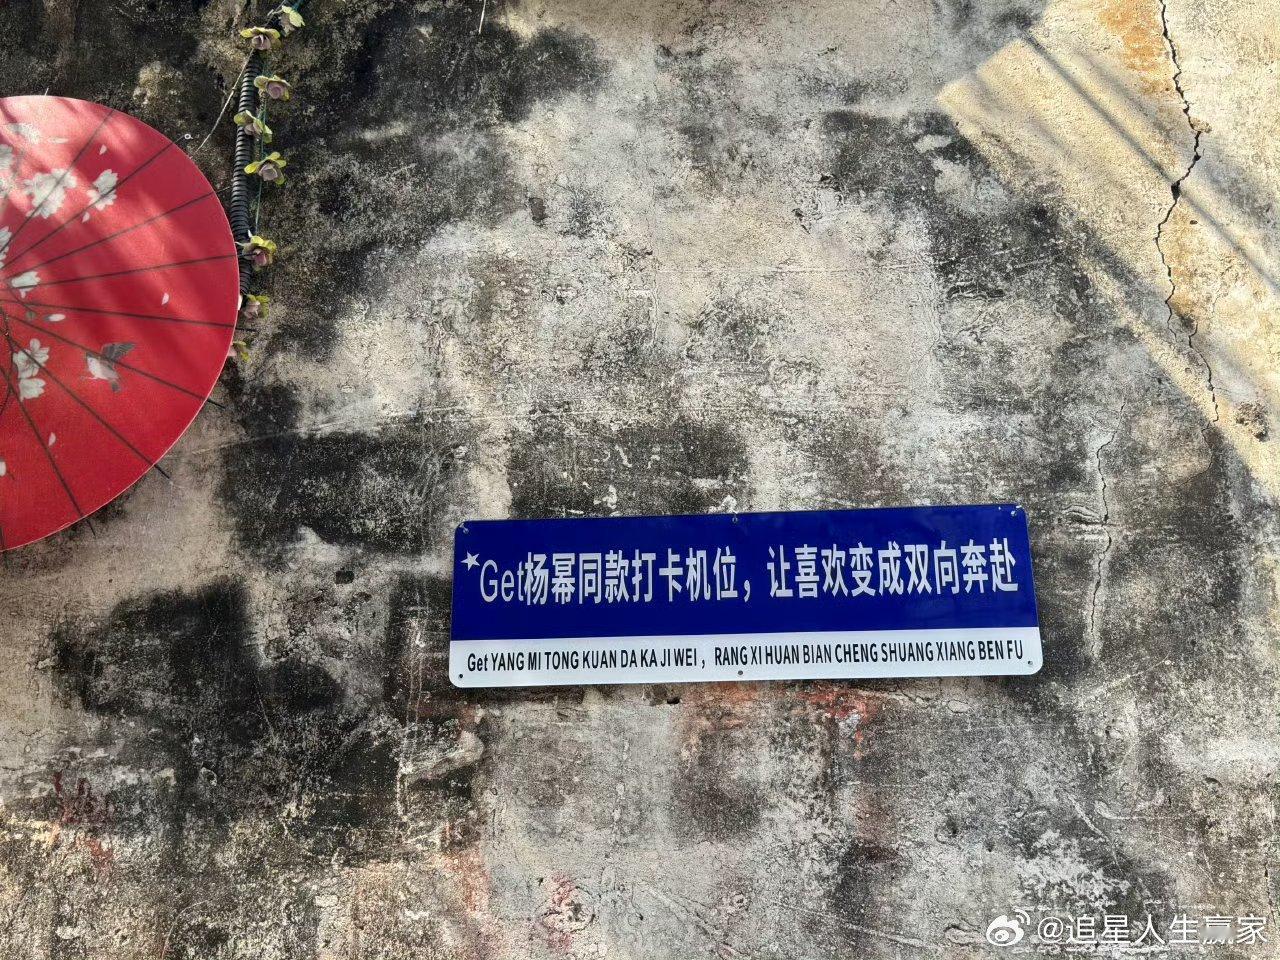 Get杨幂同款打卡机位，让喜欢变成双向奔赴
Get YANG MI TONG KUAN DA KA JI WEI，RANG XI HUAN BIAN CHENG SHUANG XIANG BEN FU
@追星人生赢家